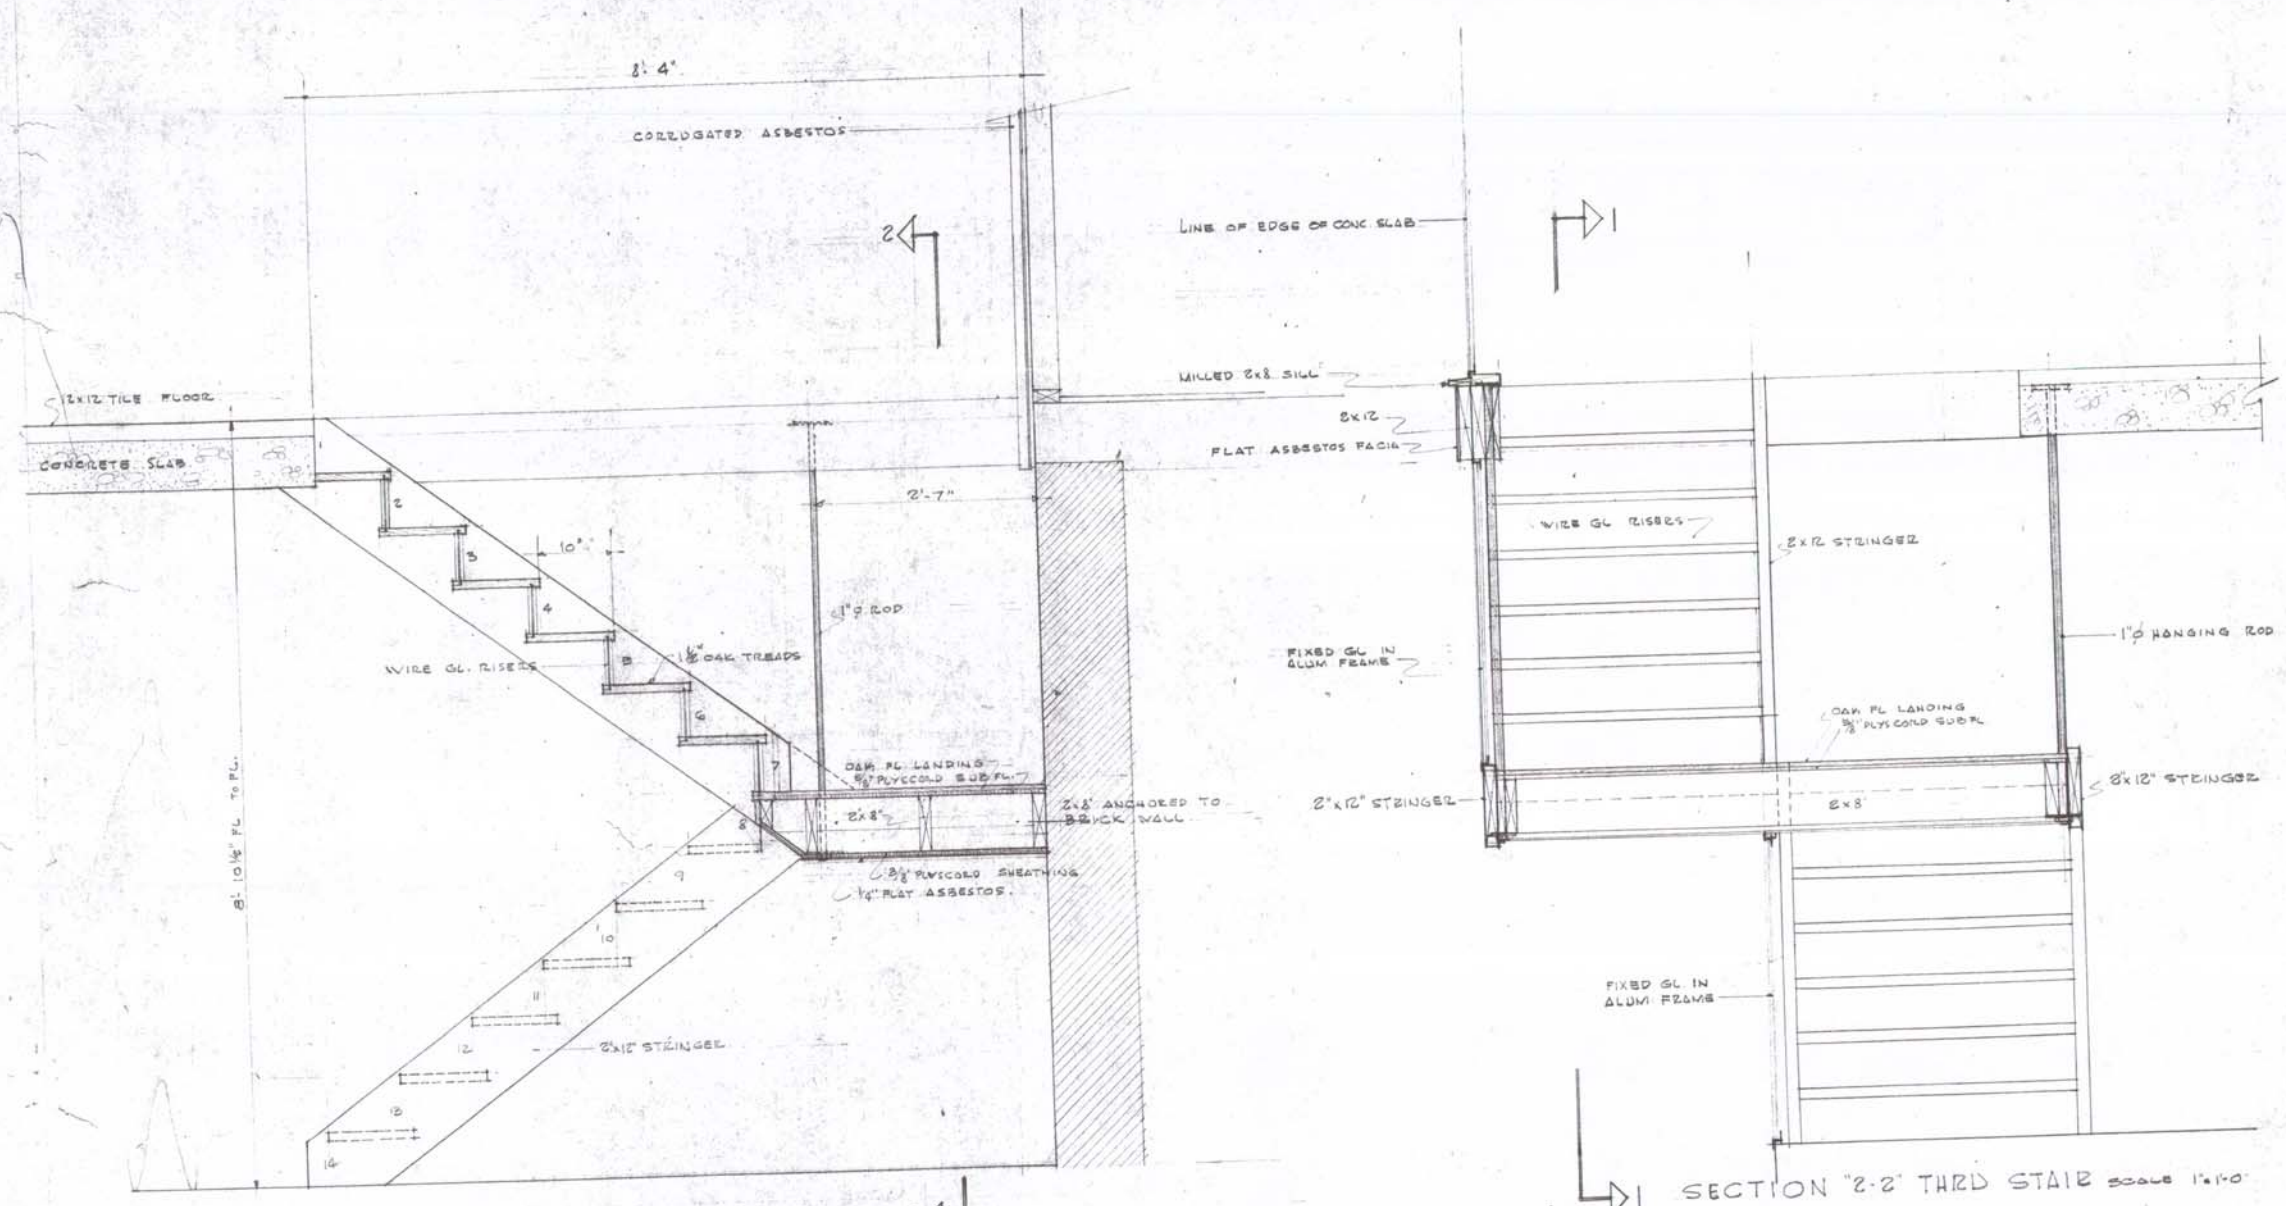 8'-4"
CORRUGATED ASBESTOS
2
12x12 TILE FLOOR
CONCRETE SLAB
1
2
3
4
5
6
7
8
9
10
11
12
13
14
10"
2'-7"
1"ø ROD
1½" OAK TREADS
WIRE GL. RISERS
OAK FL LANDING
5/8" PLYSCORD SUB FL.
2x8"
2x8" ANCHORED TO
BRICK WALL
3/8" PLYSCORD SHEATHING
¼" FLAT ASBESTOS.
2"x12" STRINGER
8'-10½" FL TO FL.
LINE OF EDGE OF CONC. SLAB
1
MILLED 2x8 SILL
2x12
FLAT ASBESTOS FACIA
WIRE GL RISERS
2x12 STRINGER
1"ø HANGING ROD
FIXED GL IN
ALUM FRAME
OAK FL LANDING
5/8" PLYSCORD SUBFL
2"x12" STRINGER
2x8
2"x12" STRINGER
FIXED GL. IN
ALUM FRAME
1
SECTION "2-2" THRU STAIR SCALE 1"=1'-0"